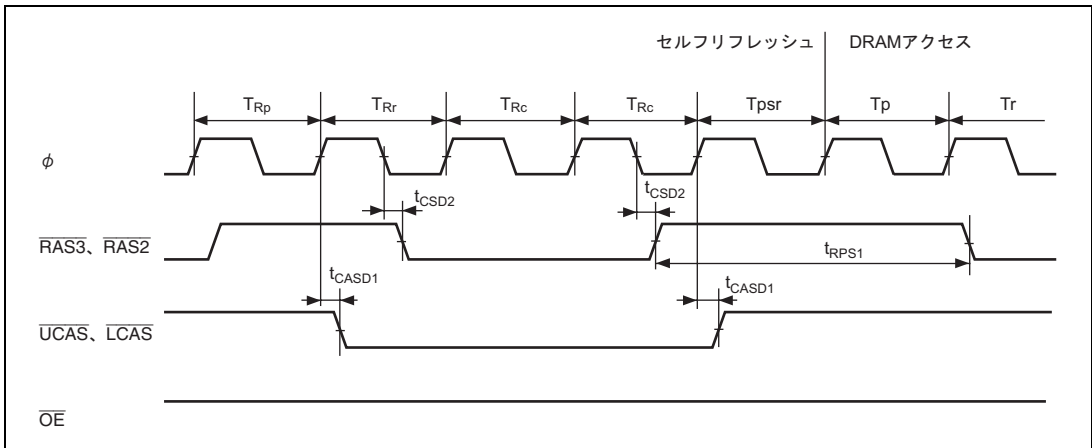 セルフリフレッシュ DRAMアクセス
TRp TRr TRc TRc Tpsr Tp Tr
φ
tCSD2 tCSD2
RAS3、RAS2
tRPS1
tCASD1 tCASD1
UCAS、LCAS
OE